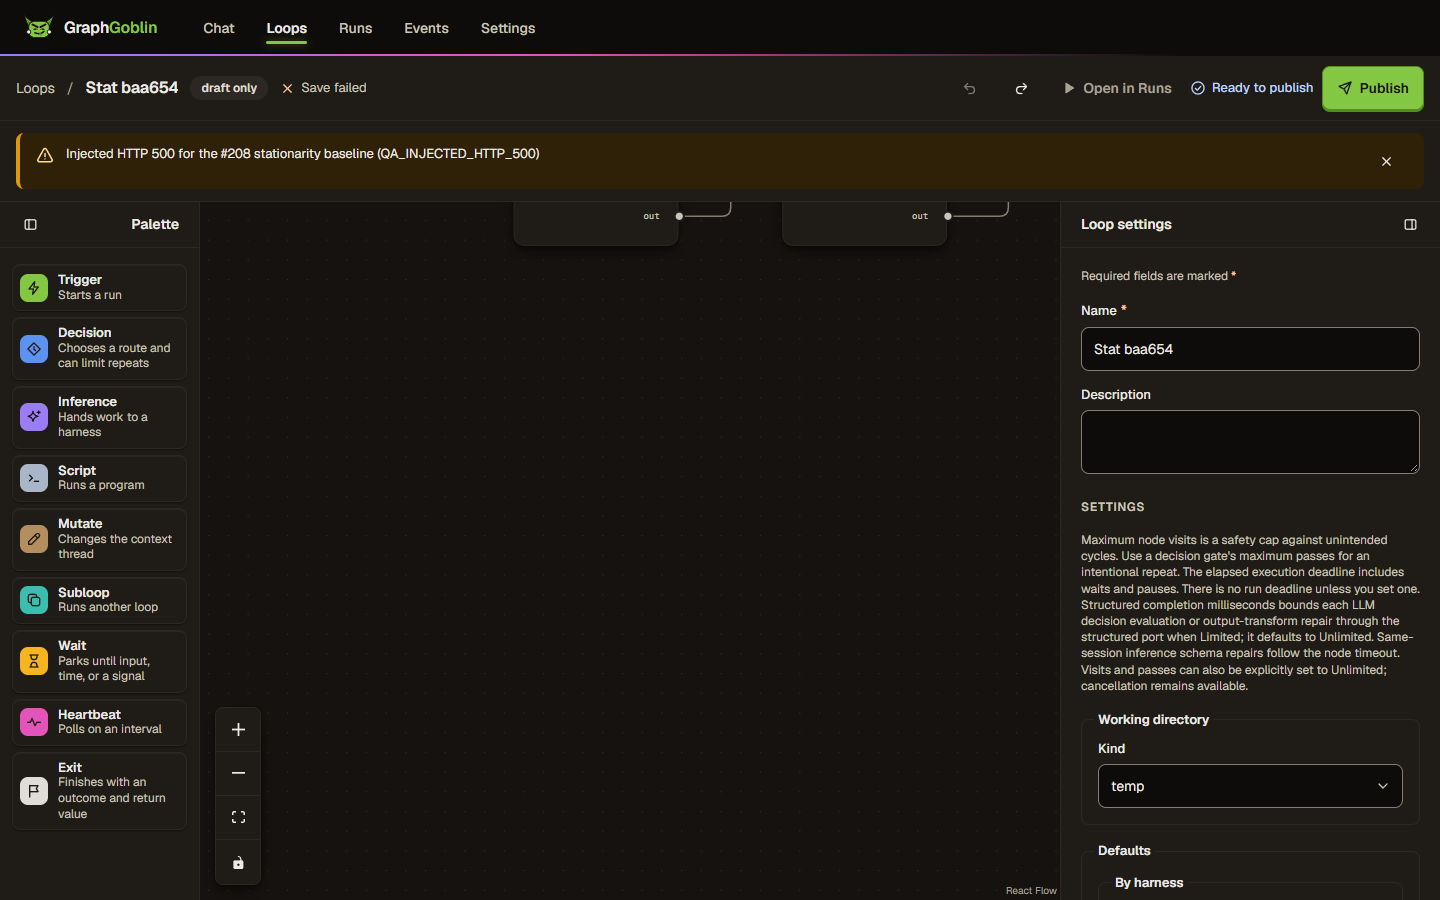 GraphGoblin
Chat
Loops
Runs
Events
Settings
Loops / Stat baa654
draft only
Save failed
Open in Runs
Ready to publish
Publish
Injected HTTP 500 for the #208 stationarity baseline (QA_INJECTED_HTTP_500)
Palette
Trigger
Starts a run
Decision
Chooses a route and
can limit repeats
Inference
Hands work to a
harness
Script
Runs a program
Mutate
Changes the context
thread
Subloop
Runs another loop
Wait
Parks until input,
time, or a signal
Heartbeat
Polls on an interval
Exit
Finishes with an
outcome and return
value
out
out
React Flow
Loop settings
Required fields are marked *
Name *
Stat baa654
Description
SETTINGS
Maximum node visits is a safety cap against unintended
cycles. Use a decision gate's maximum passes for an
intentional repeat. The elapsed execution deadline includes
waits and pauses. There is no run deadline unless you set one.
Structured completion milliseconds bounds each LLM
decision evaluation or output-transform repair through the
structured port when Limited; it defaults to Unlimited. Same-
session inference schema repairs follow the node timeout.
Visits and passes can also be explicitly set to Unlimited;
cancellation remains available.
Working directory
Kind
temp
Defaults
By harness